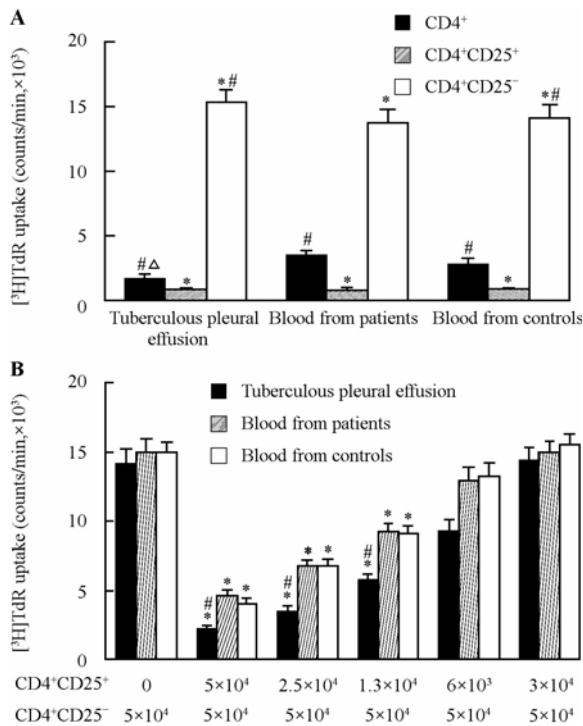 A
CD4⁺
CD4⁺CD25⁺
CD4⁺CD25⁻
[³H]TdR uptake (counts/min,×10³)
20
15
10
5
0
*#
*
*#
#△
*
#
*
#
*
Tuberculous pleural effusion
Blood from patients
Blood from controls
B
Tuberculous pleural effusion
Blood from patients
Blood from controls
[³H]TdR uptake (counts/min,×10³)
20
15
10
5
0
#
*
*
*
#
*
*
*
#
*
*
*
CD4⁺CD25⁺ 0 5×10⁴ 2.5×10⁴ 1.3×10⁴ 6×10³ 3×10⁴
CD4⁺CD25⁻ 5×10⁴ 5×10⁴ 5×10⁴ 5×10⁴ 5×10⁴ 5×10⁴